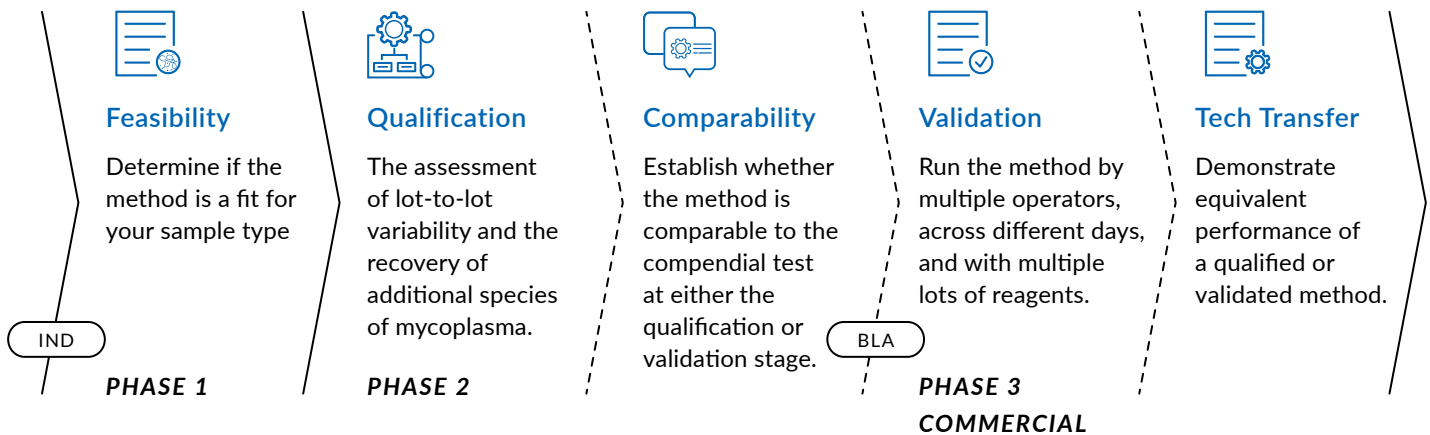 Feasibility
Determine if the
method is a fit for
your sample type
IND
PHASE 1
Qualification
The assessment
of lot-to-lot
variability and the
recovery of
additional species
of mycoplasma.
PHASE 2
Comparability
Establish whether
the method is
comparable to the
compendial test
at either the
qualification or
validation stage.
BLA
Validation
Run the method by
multiple operators,
across different days,
and with multiple
lots of reagents.
PHASE 3
COMMERCIAL
Tech Transfer
Demonstrate
equivalent
performance of
a qualified or
validated method.